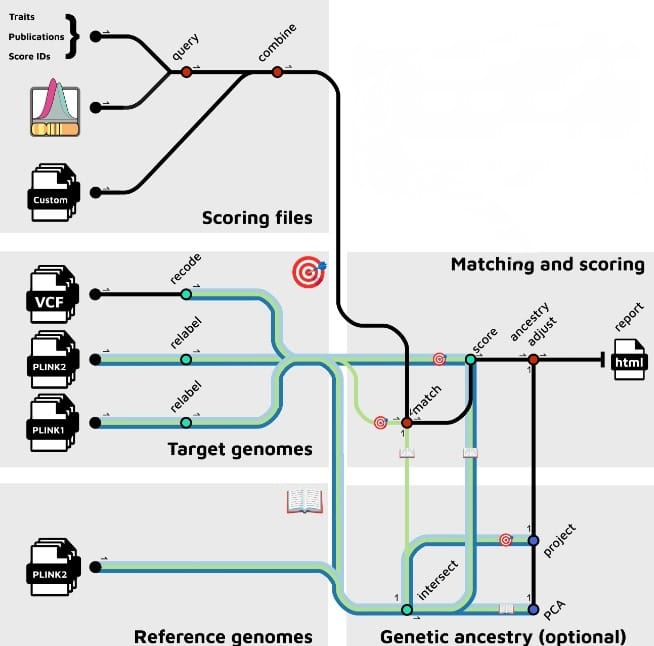 Traits
Publications
Score IDs
query
combine
Custom
Scoring files
Matching and scoring
VCF
recode
PLINK2
relabel
PLINK1
relabel
Target genomes
match
score
ancestry
adjust
report
html
1
1
1
1
1
PLINK2
intersect
project
PCA
Reference genomes
Genetic ancestry (optional)